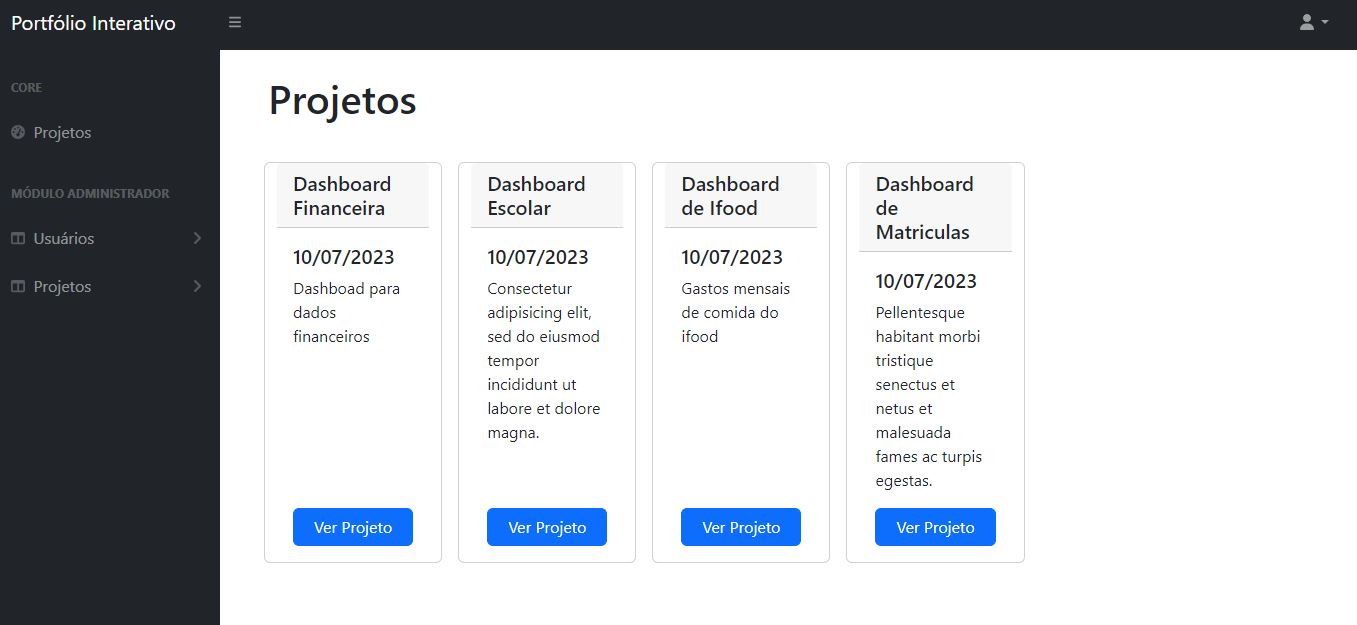 Portfólio Interativo
CORE
Projetos
MÓDULO ADMINISTRADOR
Usuários
Projetos
Projetos
Dashboard
Financeira
10/07/2023
Dashboad para
dados
financeiros
Ver Projeto
Dashboard
Escolar
10/07/2023
Consectetur
adipisicing elit,
sed do eiusmod
tempor
incididunt ut
labore et dolore
magna.
Ver Projeto
Dashboard
de Ifood
10/07/2023
Gastos mensais
de comida do
ifood
Ver Projeto
Dashboard
de
Matriculas
10/07/2023
Pellentesque
habitant morbi
tristique
senectus et
netus et
malesuada
fames ac turpis
egestas.
Ver Projeto